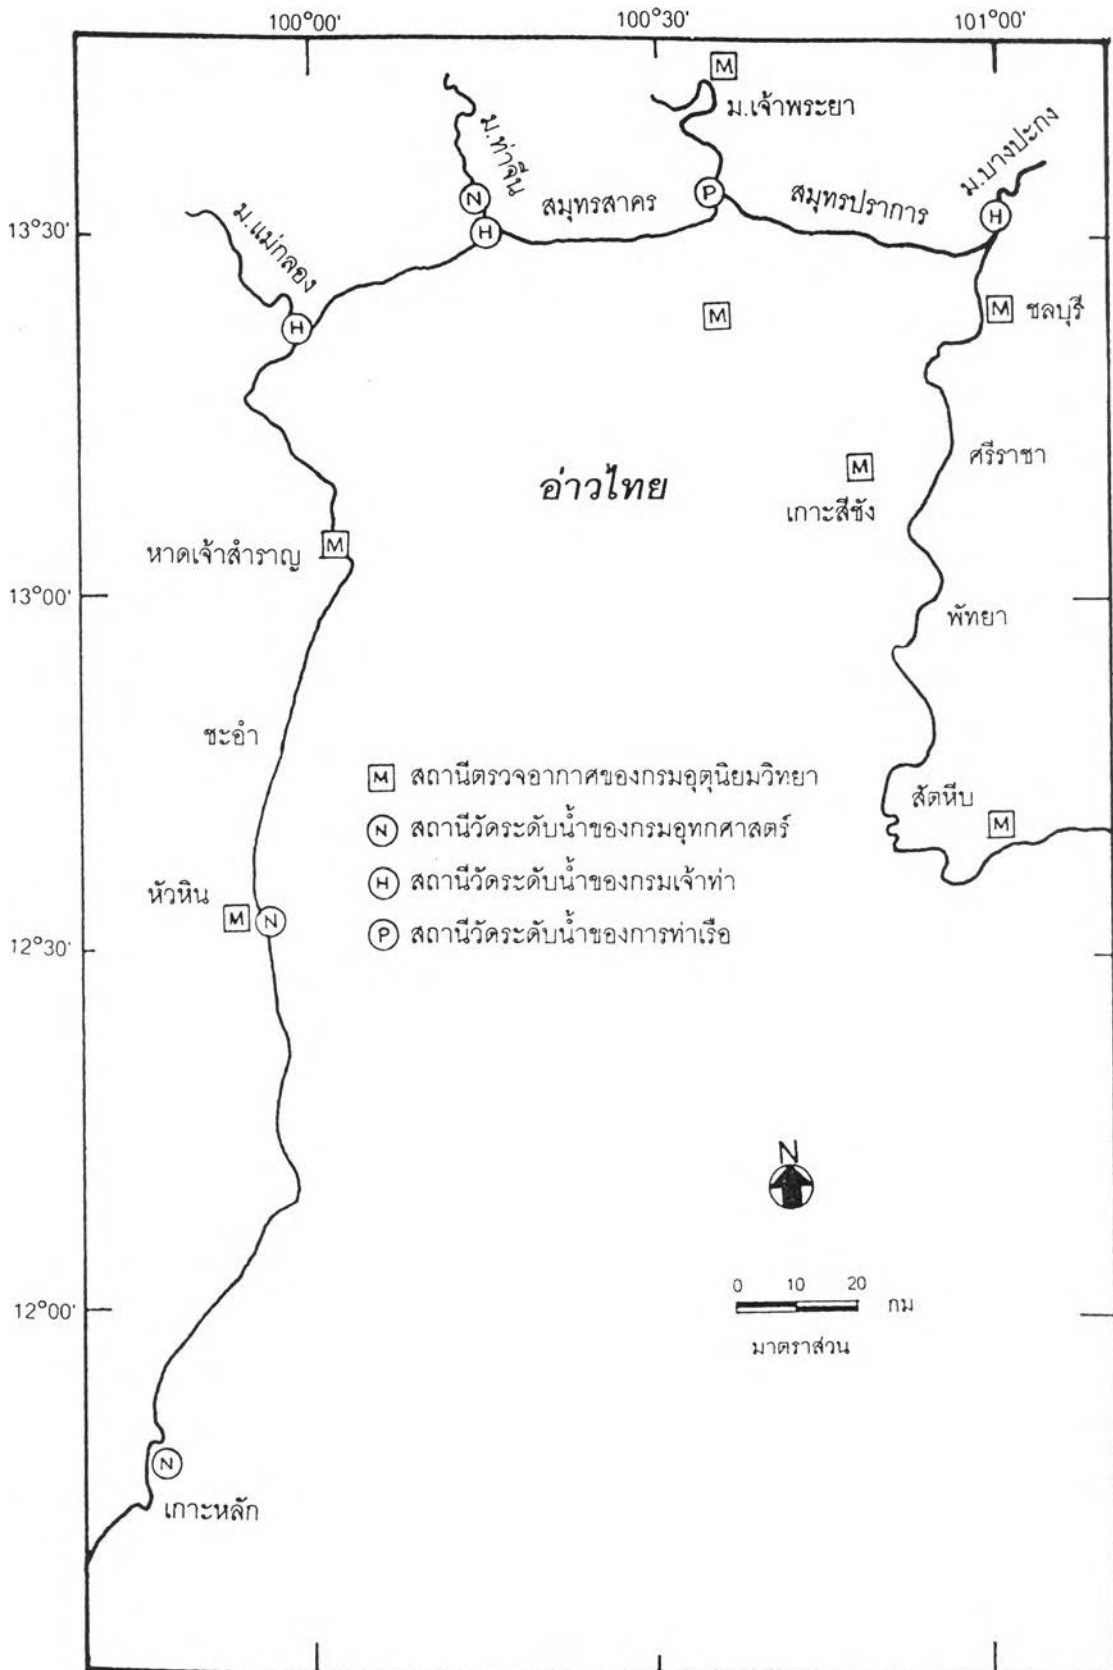 100°00'
100°30'
101°00'
M
ม.เจ้าพระยา
ม.ท่าจีน
ม.บางปะกง
N
สมุทรสาคร
P
สมุทรปราการ
H
13°30'
ม.แม่กลอง
H
H
M
M
ชลบุรี
ศรีราชา
อ่าวไทย
M
เกาะสีชัง
หาดเจ้าสำราญ
M
13°00'
พัทยา
ชะอำ
M สถานีตรวจอากาศของกรมอุตุนิยมวิทยา
สัตหีบ
M
N สถานีวัดระดับน้ำของกรมอุทกศาสตร์
H สถานีวัดระดับน้ำของกรมเจ้าท่า
หัวหิน
M
N
P สถานีวัดระดับน้ำของการท่าเรือ
12°30'
N
0 10 20
กม
12°00'
มาตราส่วน
N
เกาะหลัก